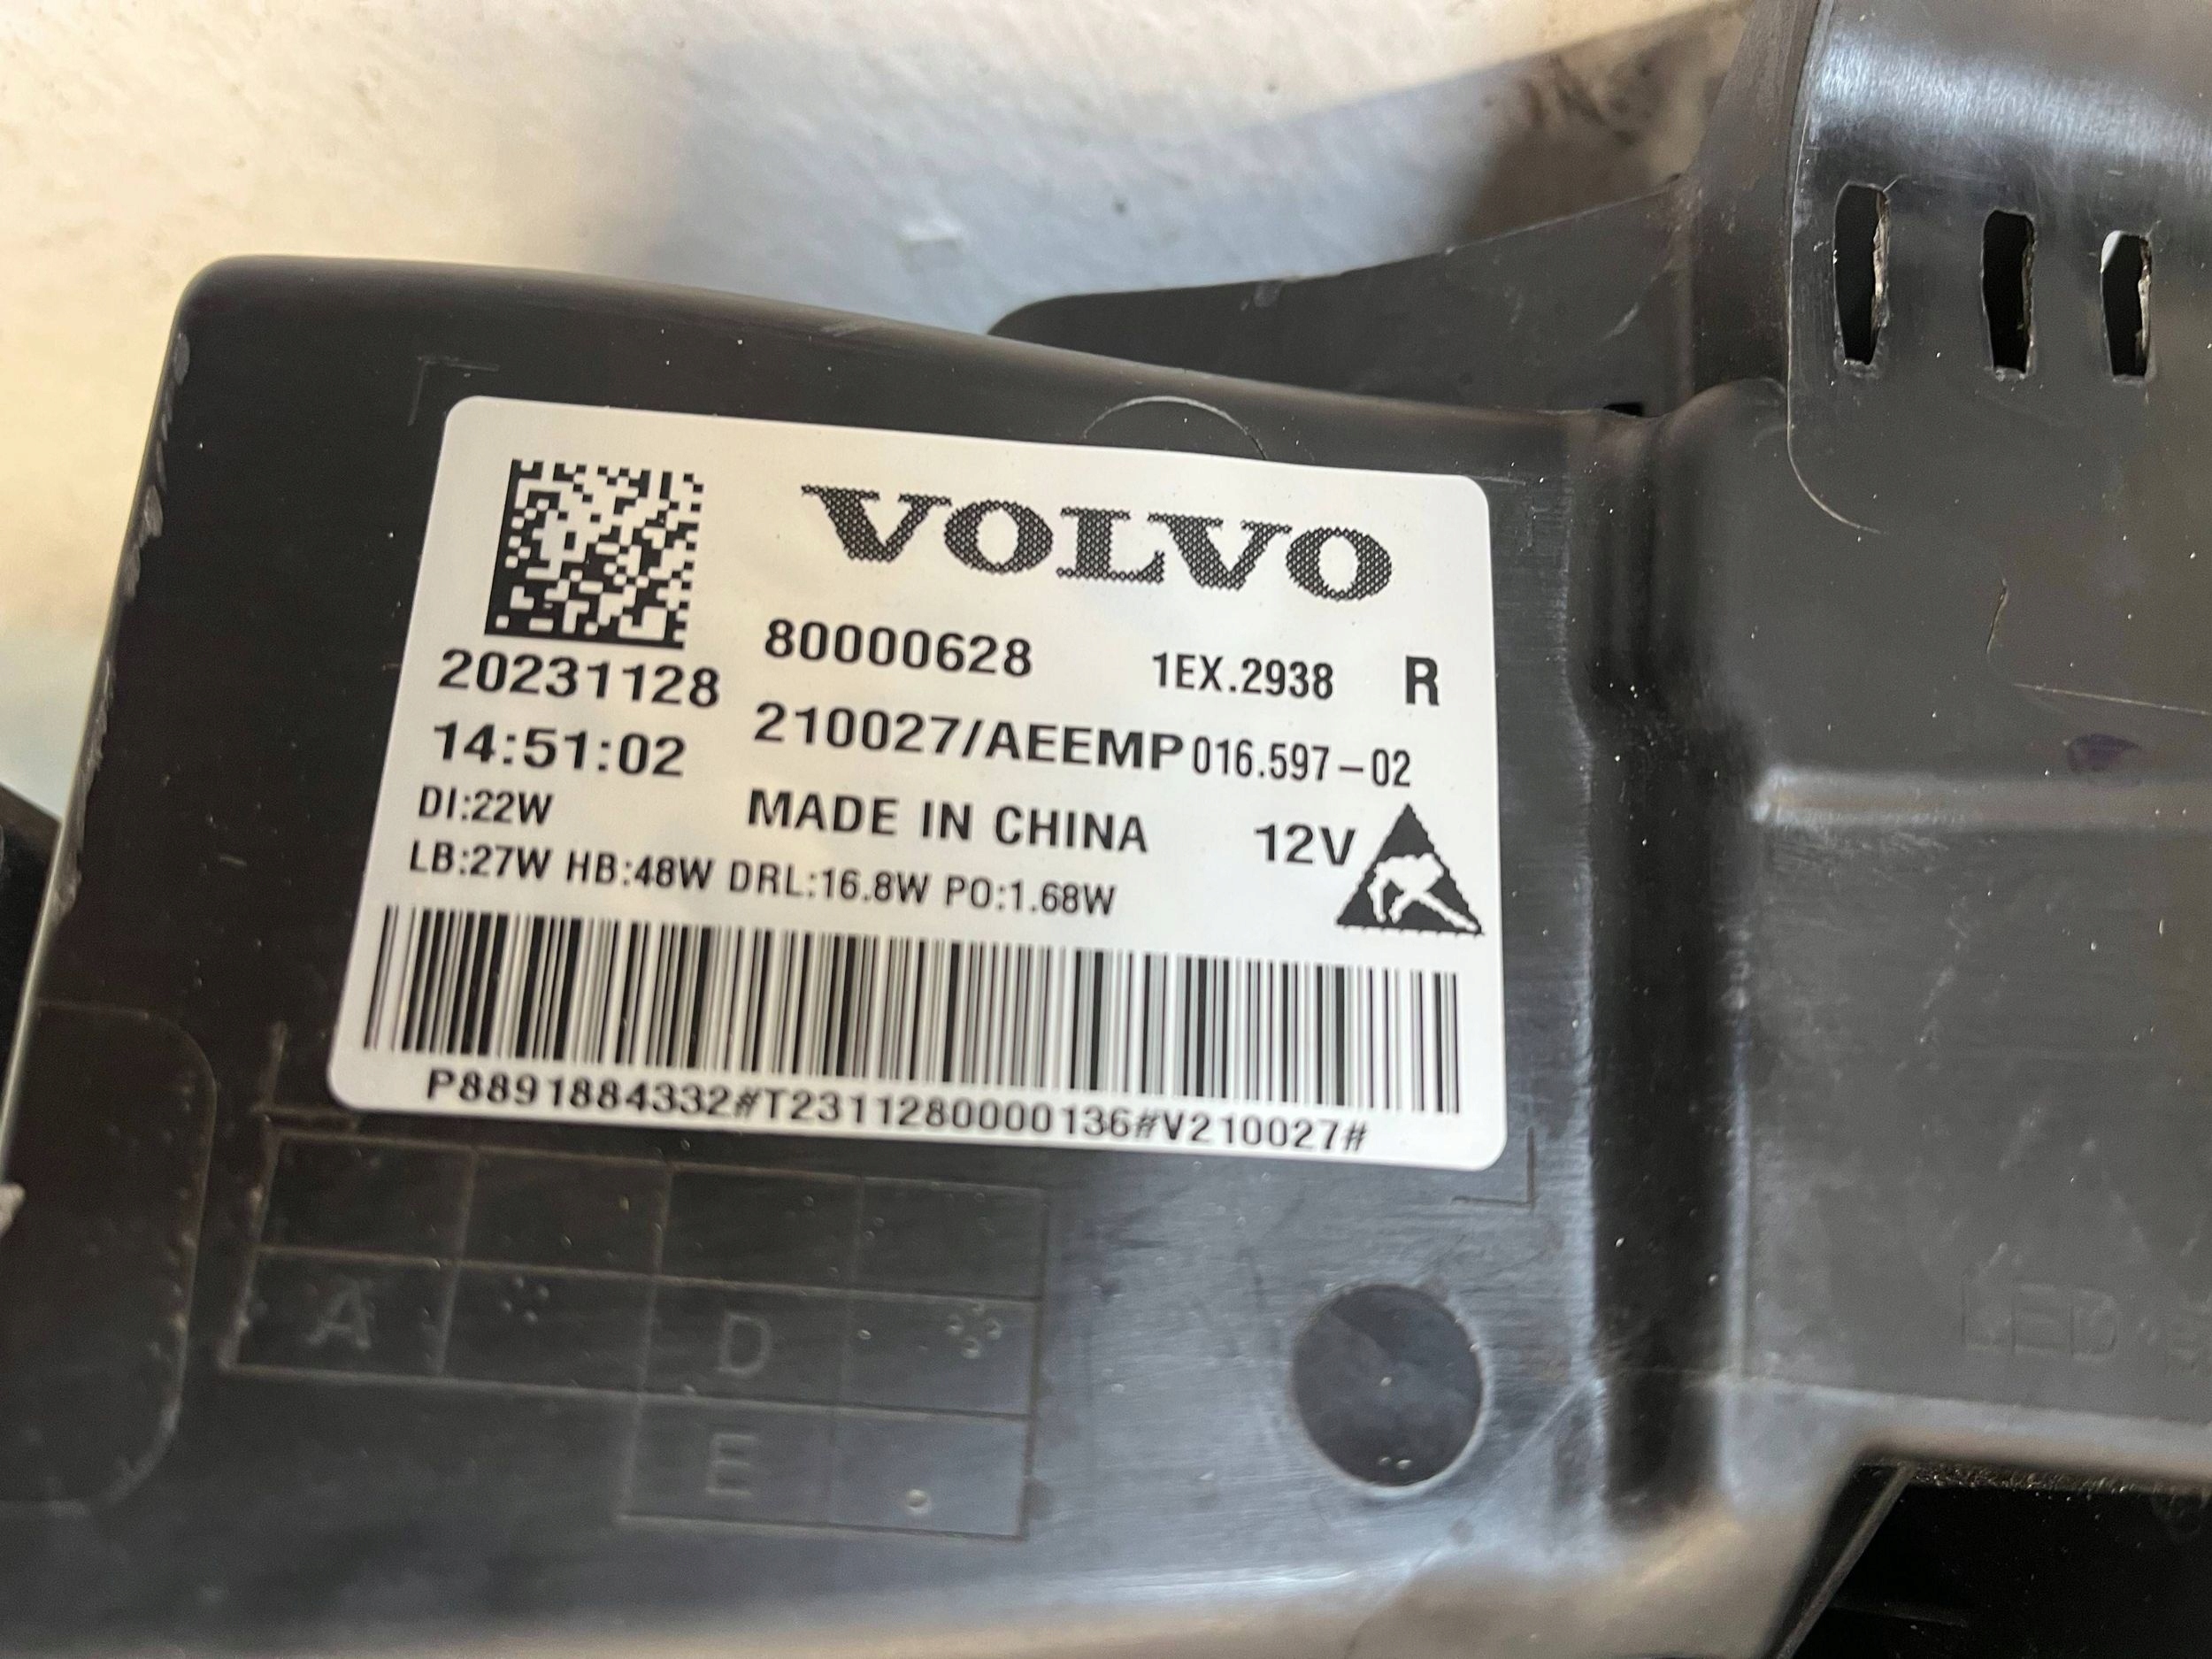 VOLVO
80000628 1EX.2938 R
20231128
210027/AEEMP 016.597-02
14:51:02
DI:22W
MADE IN CHINA 12V
LB:27W HB:48W DRL:16.8W PO:1.68W
P8891884332#T2311280000136#V210027#
A D
E
LED